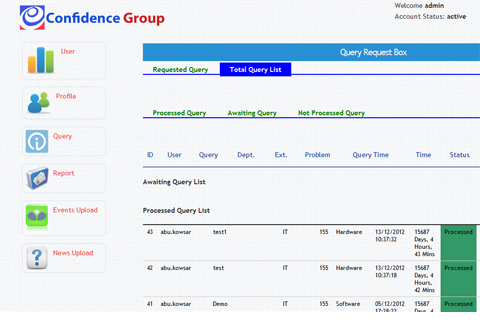 Confidence Group
Welcome admin
Account Status: active
User
Profile
Query
Report
Events Upload
News Upload
Query Request Box
Requested Query Total Query List
Processed Query Awaiting Query Not Processed Query
ID User Query Dept. Ext. Problem Query Time Time Status
Awaiting Query List
Processed Query List
43 abu.kowsar test1 IT 155 Hardware 13/12/2012 15687 Processed
10:37:32 Days, 4
Hours,
43 Mins
42 abu.kowsar test IT 155 Hardware 13/12/2012 15687 Processed
10:37:18 Days, 4
Hours,
42 Mins
41 abu.kowsar Demo IT 155 Software 05/12/2012 15687 Processed
Days, 4